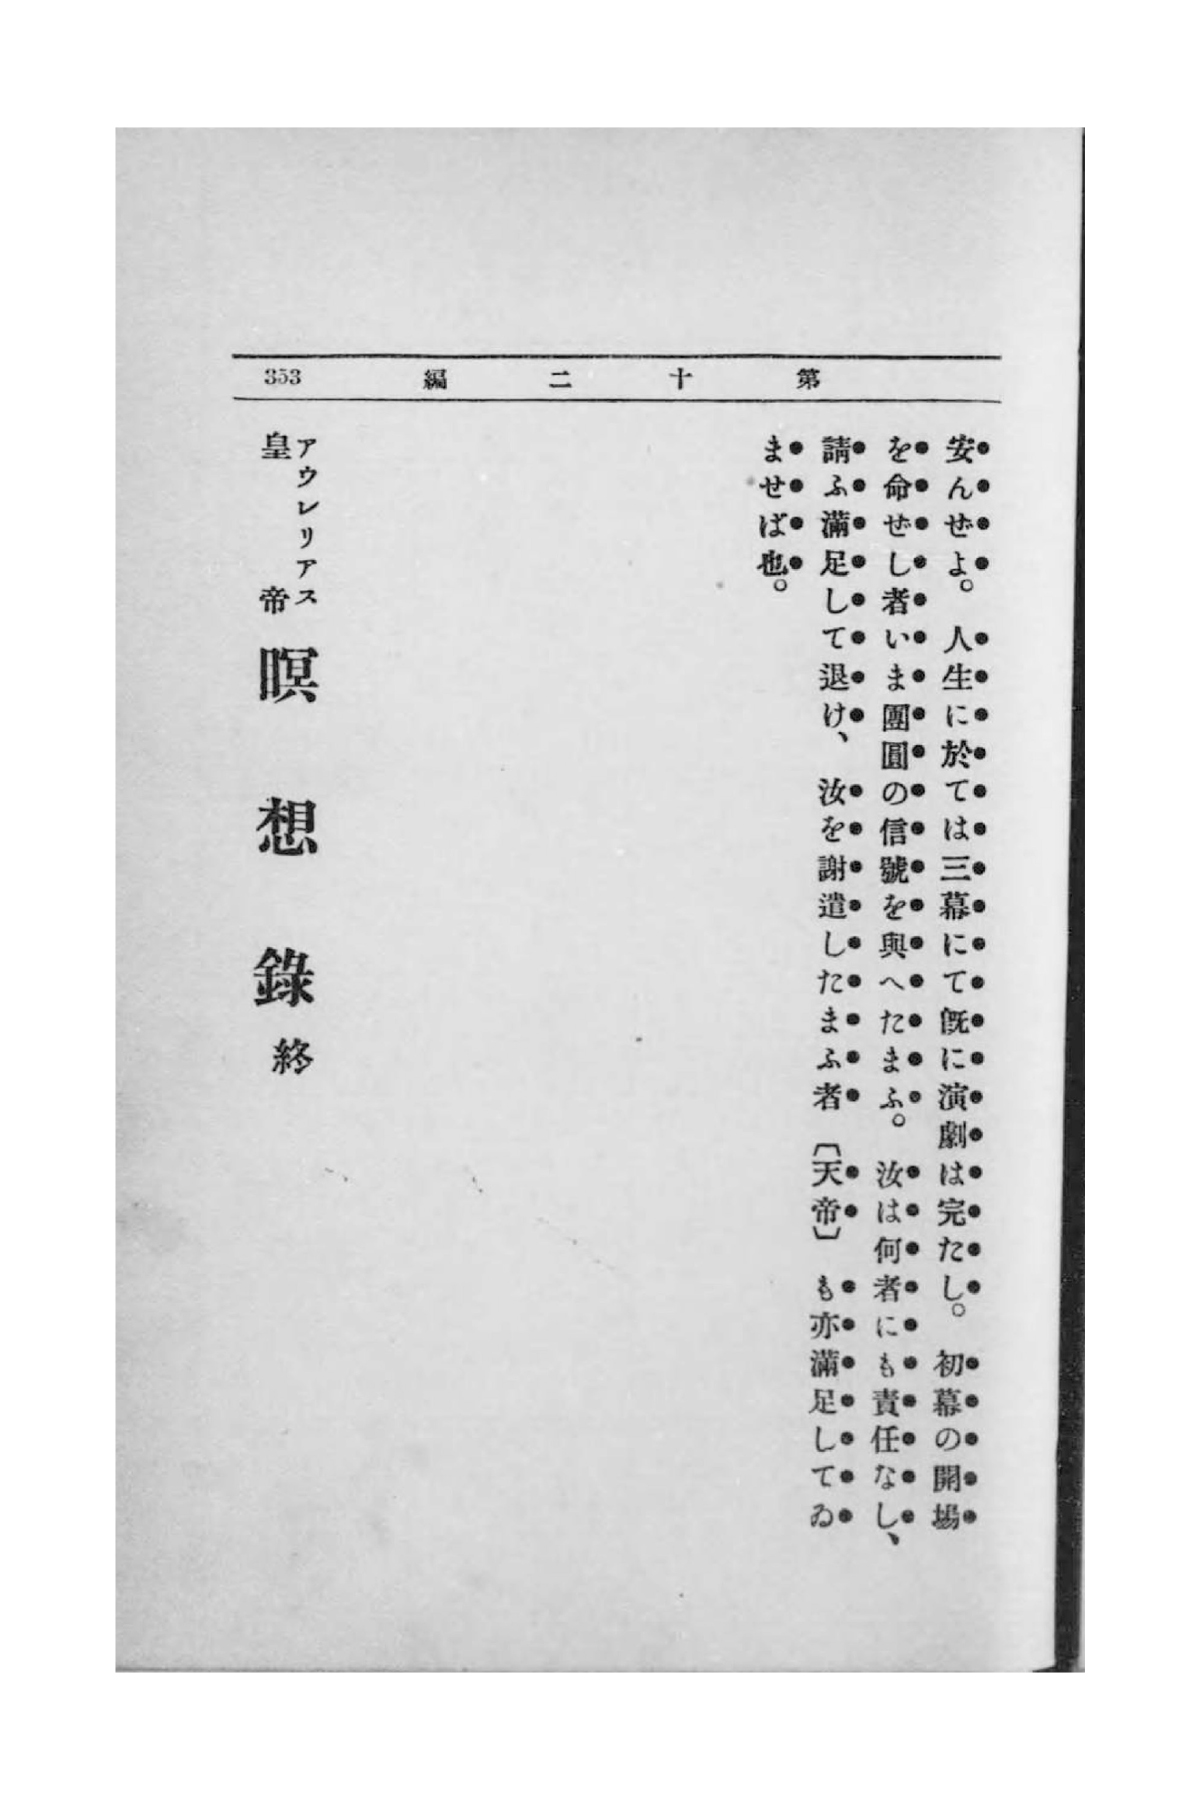 第十二編
353
安んぜよ。人生に於ては三幕にて既に演劇は完たし。初幕の開場
を命ぜし者いま團圓の信號を與へたまふ。汝は何者にも責任なし、
請ふ滿足して退け、汝を謝遣したまふ者〔天帝〕も亦滿足してゐ
ませば也。
アウレリアス
皇帝
瞑想錄終